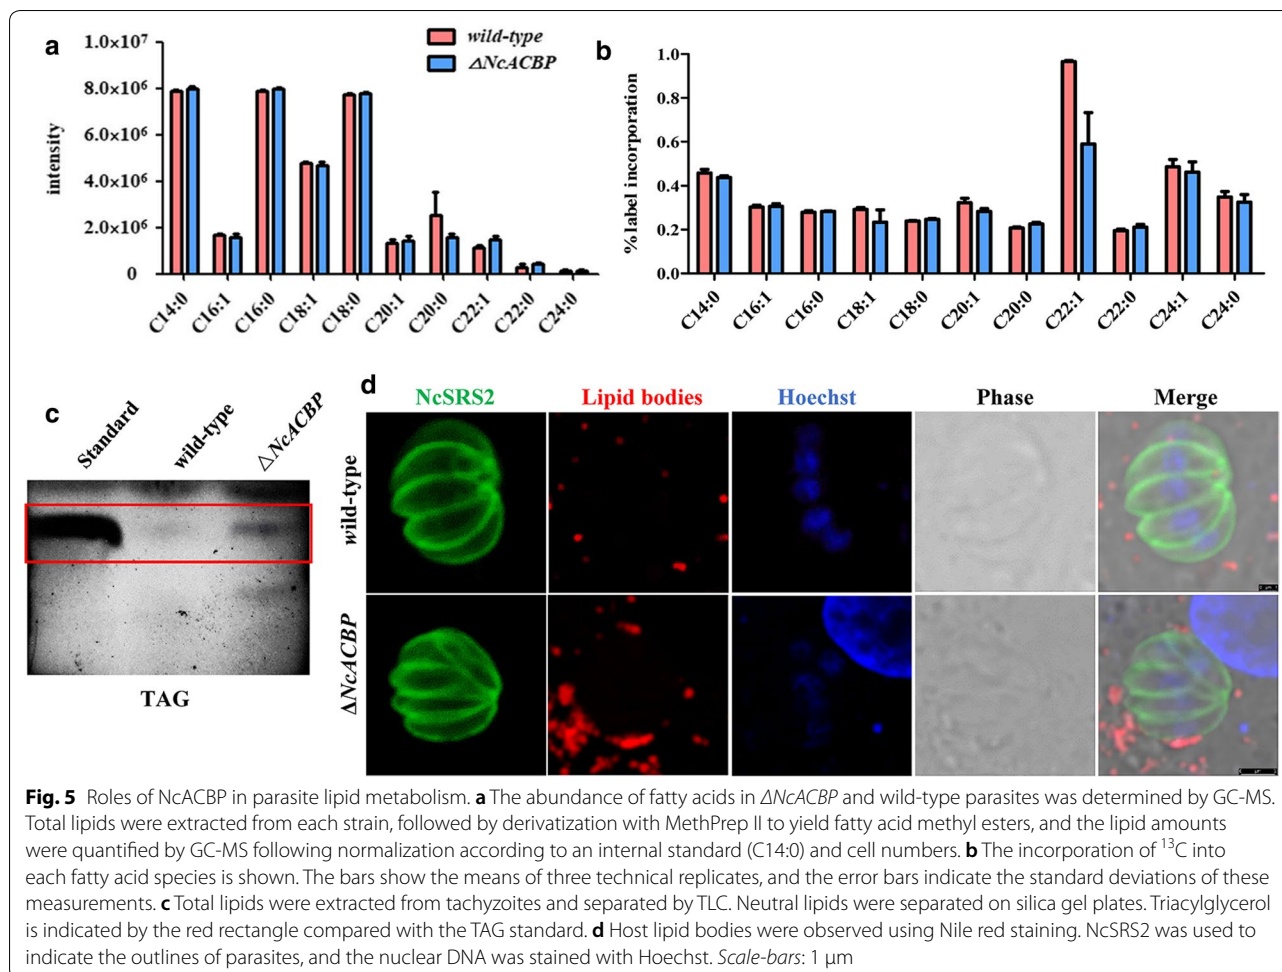 a
1.0×10⁷
8.0×10⁶
6.0×10⁶
4.0×10⁶
2.0×10⁶
0
intensity
wild-type
ΔNcACBP
C14:0
C16:1
C16:0
C18:1
C18:0
C20:1
C20:0
C22:1
C22:0
C24:0
b
1.0
0.8
0.6
0.4
0.2
0.0
% label incorporation
C14:0
C16:1
C16:0
C18:1
C18:0
C20:1
C20:0
C22:1
C22:0
C24:1
C24:0
c
Standard
wild-type
ΔNcACBP
TAG
d
NcSRS2
Lipid bodies
Hoechst
Phase
Merge
wild-type
ΔNcACBP
Fig. 5 Roles of NcACBP in parasite lipid metabolism. a The abundance of fatty acids in ΔNcACBP and wild-type parasites was determined by GC-MS.
Total lipids were extracted from each strain, followed by derivatization with MethPrep II to yield fatty acid methyl esters, and the lipid amounts
were quantified by GC-MS following normalization according to an internal standard (C14:0) and cell numbers. b The incorporation of ¹³C into
each fatty acid species is shown. The bars show the means of three technical replicates, and the error bars indicate the standard deviations of these
measurements. c Total lipids were extracted from tachyzoites and separated by TLC. Neutral lipids were separated on silica gel plates. Triacylglycerol
is indicated by the red rectangle compared with the TAG standard. d Host lipid bodies were observed using Nile red staining. NcSRS2 was used to
indicate the outlines of parasites, and the nuclear DNA was stained with Hoechst. Scale-bars: 1 μm